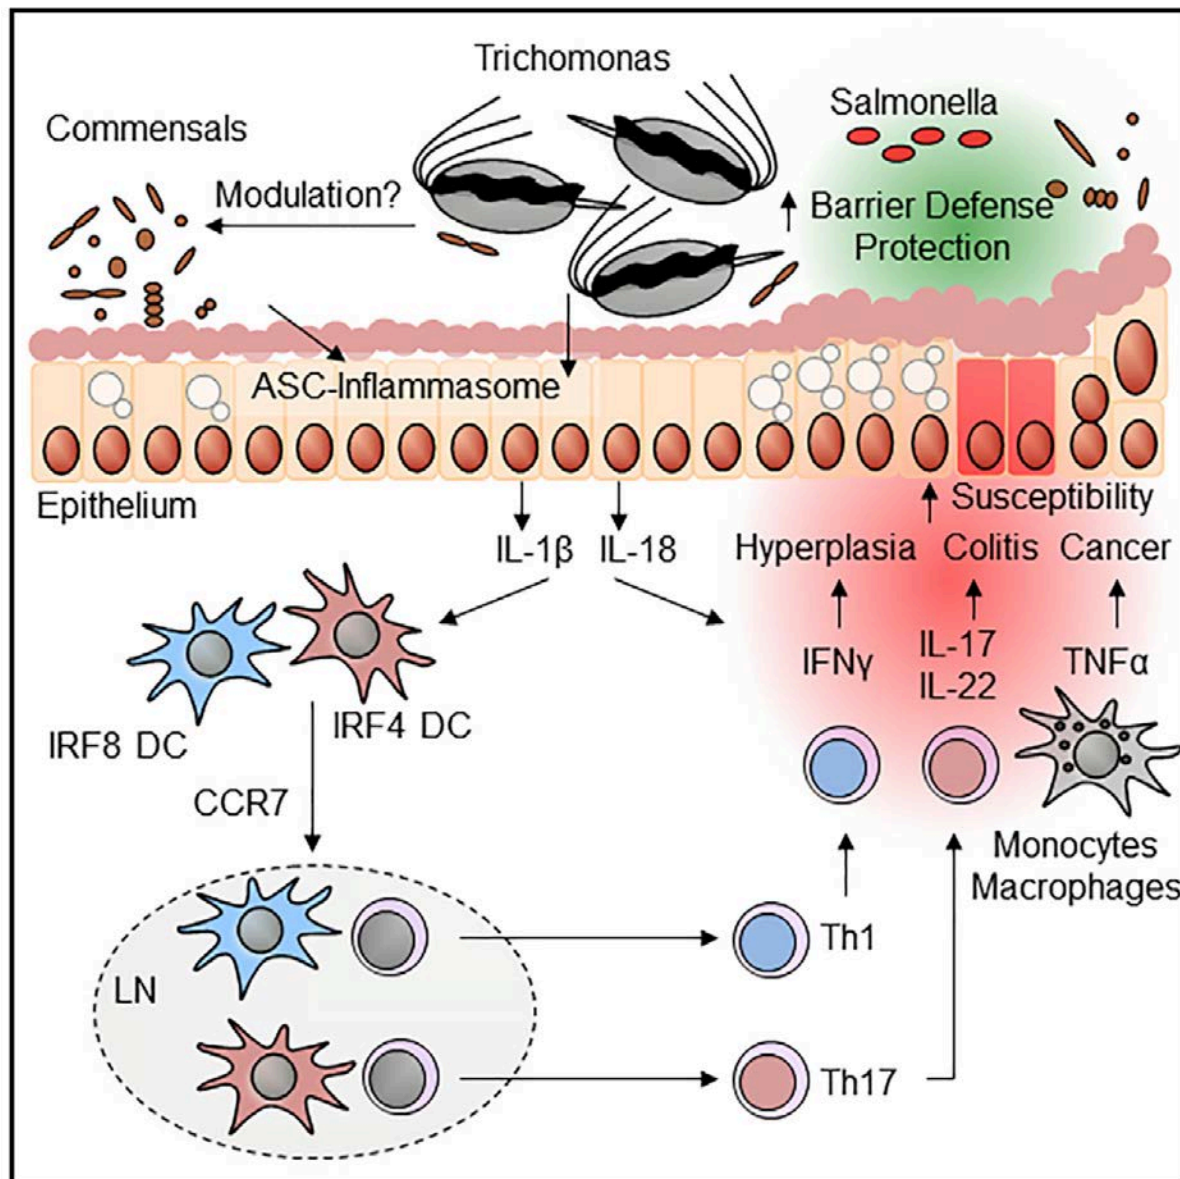 Trichomonas
Salmonella
Commensals
Modulation?
Barrier Defense
Protection
ASC-Inflammasome
Epithelium
Susceptibility
IL-1β IL-18
Hyperplasia Colitis Cancer
IFNγ
IL-17
IL-22
TNFα
IRF8 DC
IRF4 DC
CCR7
Monocytes
Macrophages
LN
Th1
Th17